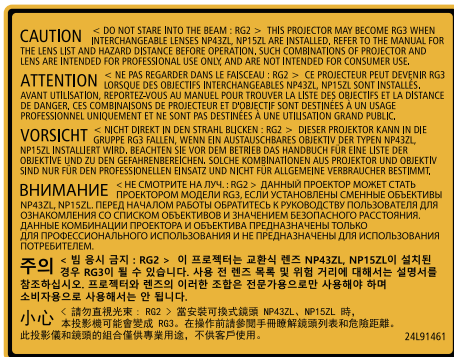 CAUTION < DO NOT STARE INTO THE BEAM : RG2 > THIS PROJECTOR MAY BECOME RG3 WHEN
INTERCHANGEABLE LENSES NP43ZL, NP15ZL ARE INSTALLED, REFER TO THE MANUAL FOR
THE LENS LIST AND HAZARD DISTANCE BEFORE OPERATION, SUCH COMBINATIONS OF PROJECTOR AND
LENS ARE INTENDED FOR PROFESSIONAL USE ONLY, AND ARE NOT INTENDED FOR CONSUMER USE.
ATTENTION < NE PAS REGARDER DANS LE FAISCEAU : RG2 > CE PROJECTEUR PEUT DEVENIR RG3
LORSQUE DES OBJECTIFS INTERCHANGEABLES NP43ZL, NP15ZL SONT INSTALLÉS.
AVANT UTILISATION, REPORTEZ-VOUS AU MANUEL POUR TROUVER LA LISTE DES OBJECTIFS ET LA DISTANCE
DE DANGER, CES COMBINAISONS DE PROJECTEUR ET D'OBJECTIF SONT DESTINÉES À UN USAGE
PROFESSIONNEL UNIQUEMENT ET NE SONT PAS DESTINÉES À UNE UTILISATION GRAND PUBLIC.
VORSICHT < NICHT DIREKT IN DEN STRAHL BLICKEN : RG2 > DIESER PROJEKTOR KANN IN DIE
GRUPPE RG3 FALLEN, WENN EIN AUSTAUSCHBARES OBJEKTIV DER TYPEN NP43ZL,
NP15ZL INSTALLIERT WIRD. BEACHTEN SIE VOR DEM BETRIEB DAS HANDBUCH FÜR EINE LISTE DER
OBJEKTIVE UND ZU DEN GEFAHRENBEREICHEN. SOLCHE KOMBINATIONEN AUS PROJEKTOR UND OBJEKTIV
SIND NUR FÜR DEN PROFESSIONELLEN EINSATZ UND NICHT FÜR ALLGEMEINE VERBRAUCHER BESTIMMT.
ВНИМАНИЕ < НЕ СМОТРИТЕ НА ЛУЧ.: RG2 > ДАННЫЙ ПРОЕКТОР МОЖЕТ СТАТЬ
ПРОЕКТОРОМ МОДЕЛИ RG3, ЕСЛИ УСТАНОВЛЕНЫ СМЕННЫЕ ОБЪЕКТИВЫ
NP43ZL, NP15ZL. ПЕРЕД НАЧАЛОМ РАБОТЫ ОБРАТИТЕСЬ К РУКОВОДСТВУ ПОЛЬЗОВАТЕЛЯ ДЛЯ
ОЗНАКОМЛЕНИЯ СО СПИСКОМ ОБЪЕКТИВОВ И ЗНАЧЕНИЕМ БЕЗОПАСНОГО РАССТОЯНИЯ.
ДАННЫЕ КОМБИНАЦИИ ПРОЕКТОРА И ОБЪЕКТИВА ПРЕДНАЗНАЧЕНЫ ТОЛЬКО
ДЛЯ ПРОФЕССИОНАЛЬНОГО ИСПОЛЬЗОВАНИЯ И НЕ ПРЕДНАЗНАЧЕНЫ ДЛЯ ИСПОЛЬЗОВАНИЯ
ПОТРЕБИТЕЛЕМ.
주의 < 빔 응시 금지 : RG2 > 이 프로젝트는 교환식 렌즈 NP43ZL, NP15ZL이 설치된
경우 RG3이 될 수 있습니다. 사용 전 렌즈 목록 및 위험 거리에 대해서는 설명서를
참조하십시오. 프로젝터와 렌즈의 이러한 조합은 전문가용으로만 사용해야 하며
소비자용으로 사용해서는 안 됩니다.
小心 < 請勿直視光束 : RG2 > 當安裝可換式鏡頭 NP43ZL、NP15ZL 時，
本投影機可能會變成 RG3。在操作前請參閱手冊瞭解鏡頭列表和危險距離。
此投影儀和鏡頭的組合僅供專業用途，不供客戶使用。
24L91461